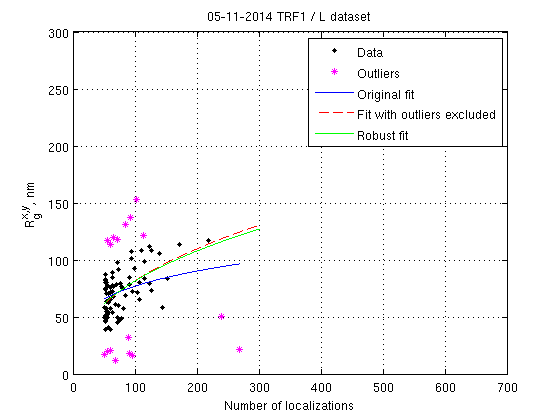 05-11-2014 TRF1 / L dataset
300
250
200
150
100
50
0
R_g^{x,y}, nm
Data
Outliers
Original fit
Fit with outliers excluded
Robust fit
0 100 200 300 400 500 600 700
Number of localizations